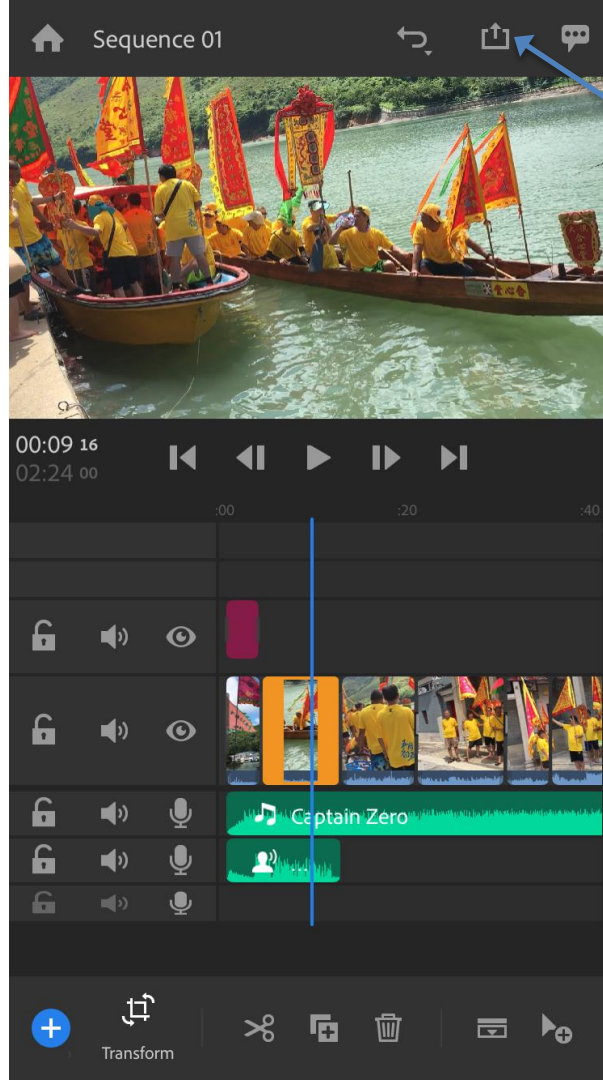 Sequence 01
00:09 16
02:24 00
:00 :20 :40
Captain Zero
...
Transform